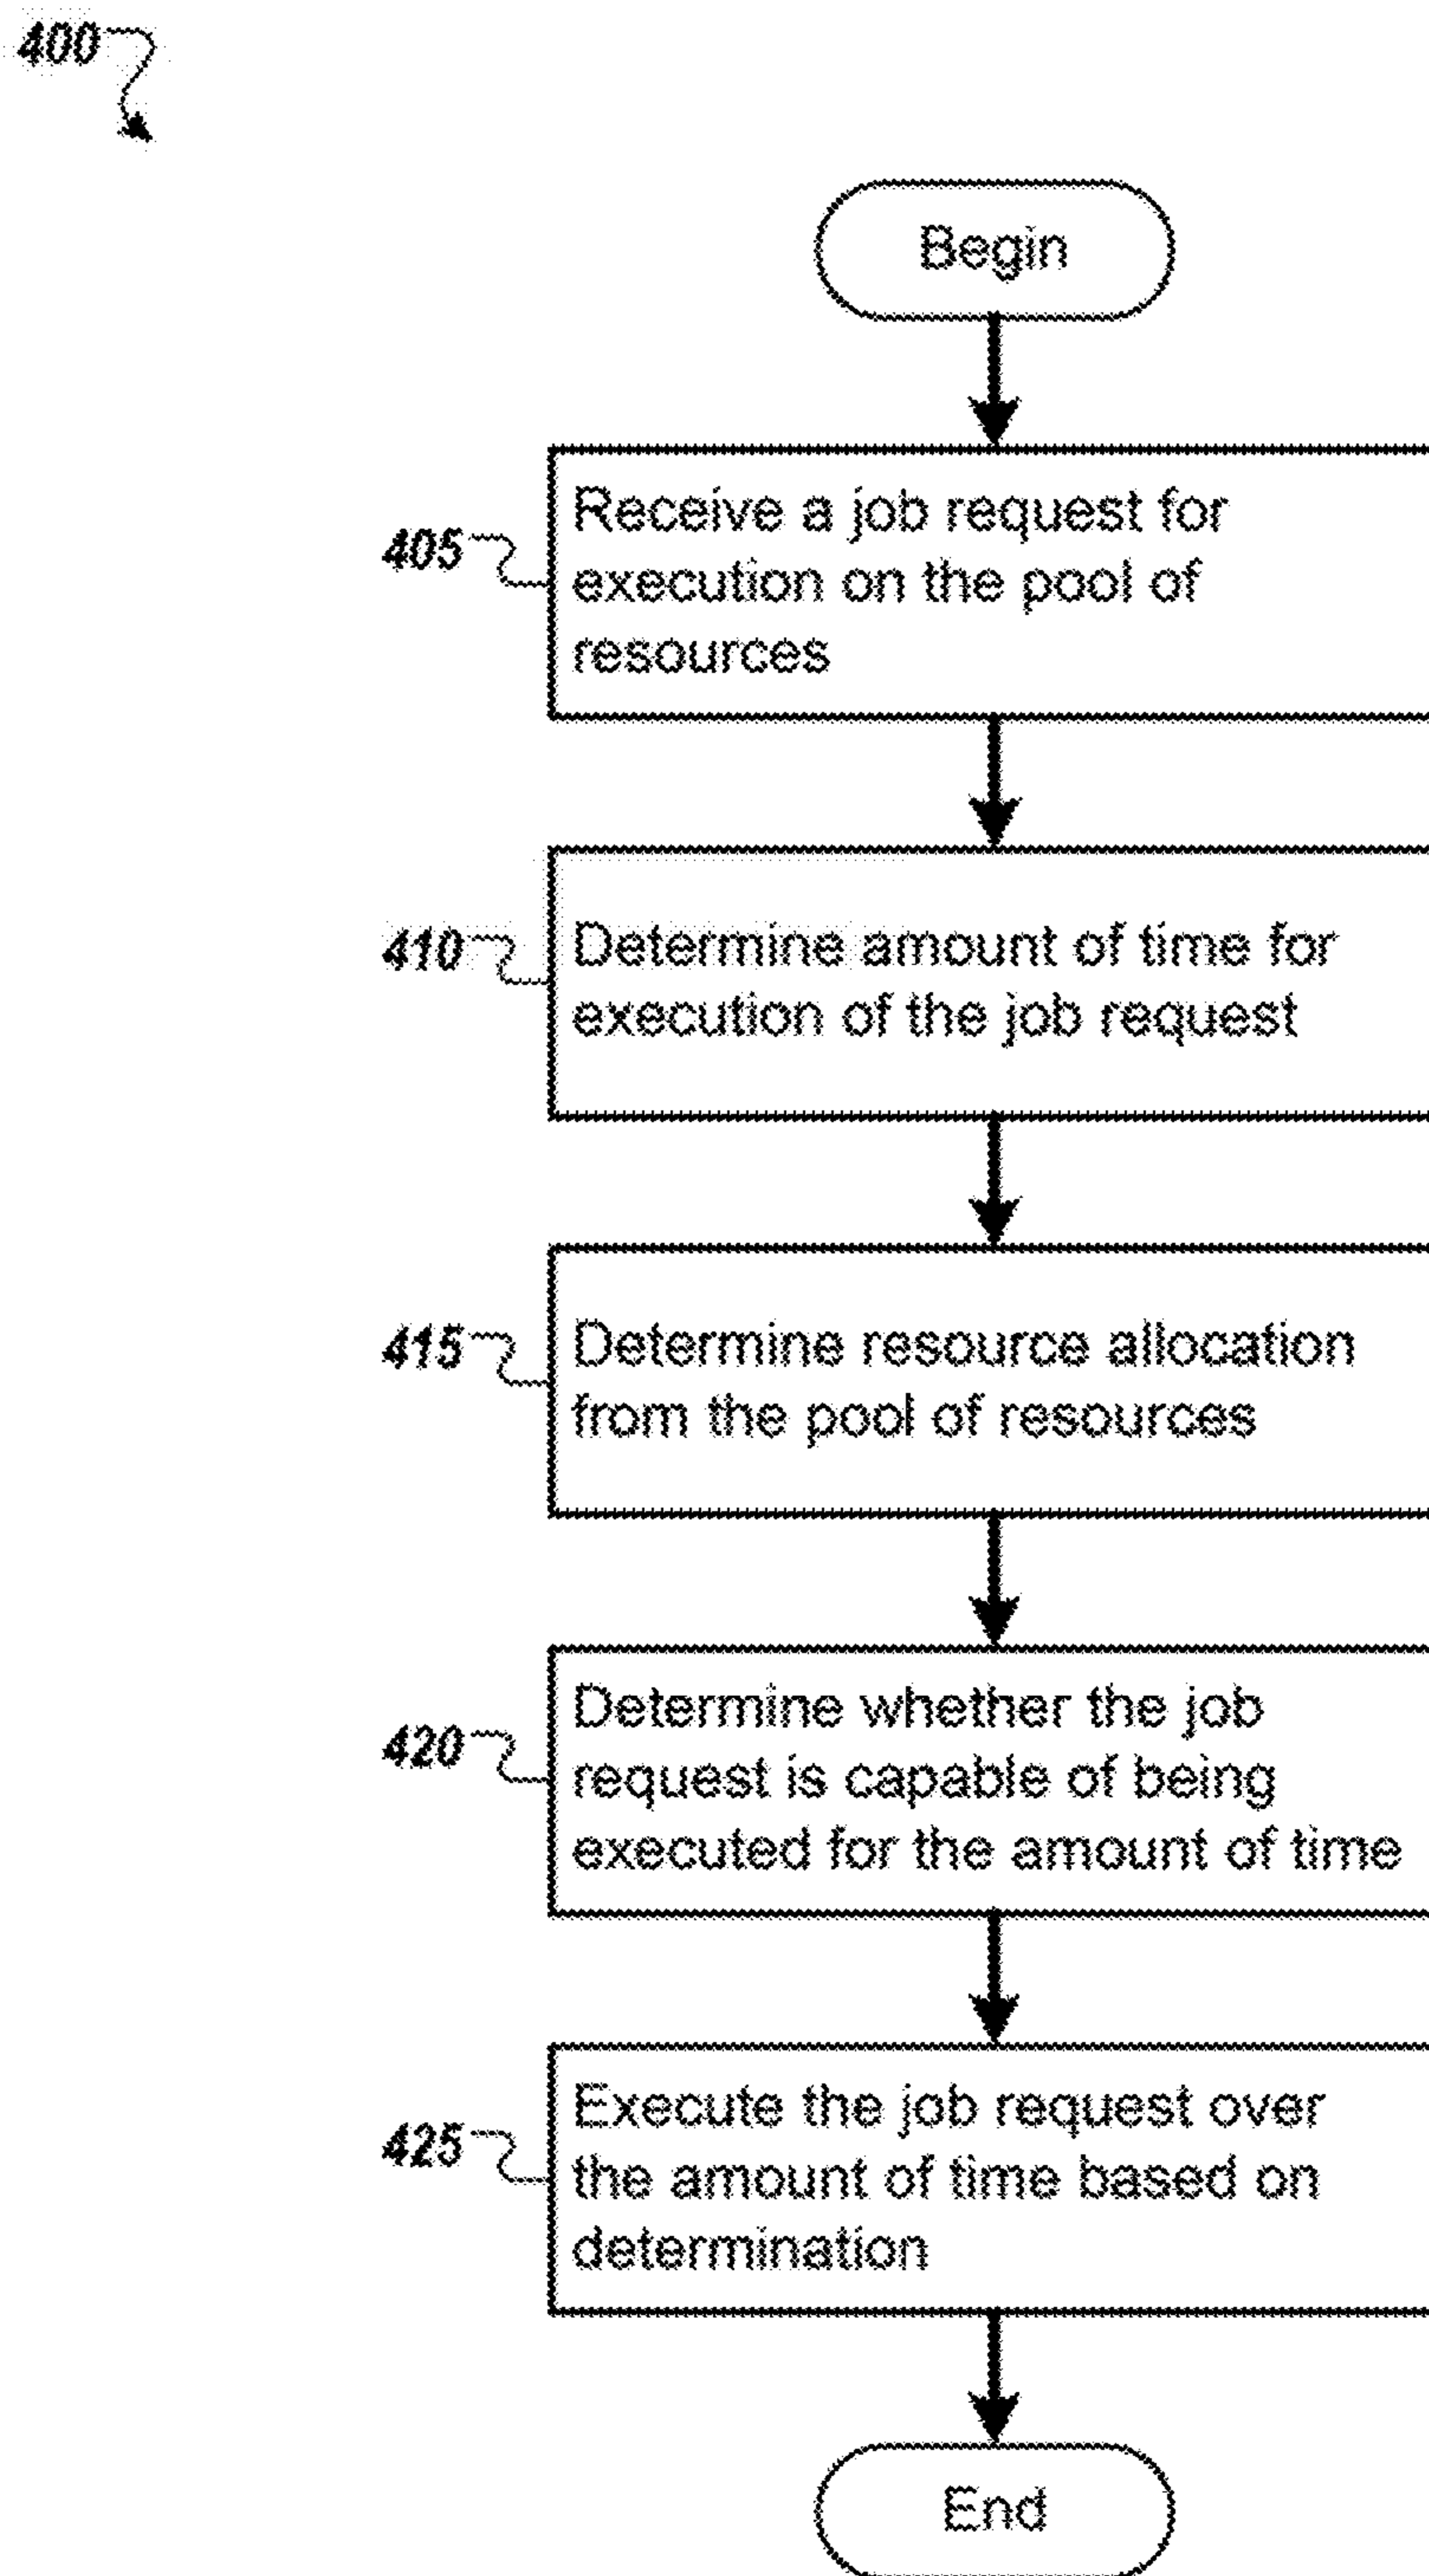 400
Begin
405
Receive a job request for
execution on the pool of
resources
410
Determine amount of time for
execution of the job request
415
Determine resource allocation
from the pool of resources
420
Determine whether the job
request is capable of being
executed for the amount of time
425
Execute the job request over
the amount of time based on
determination
End